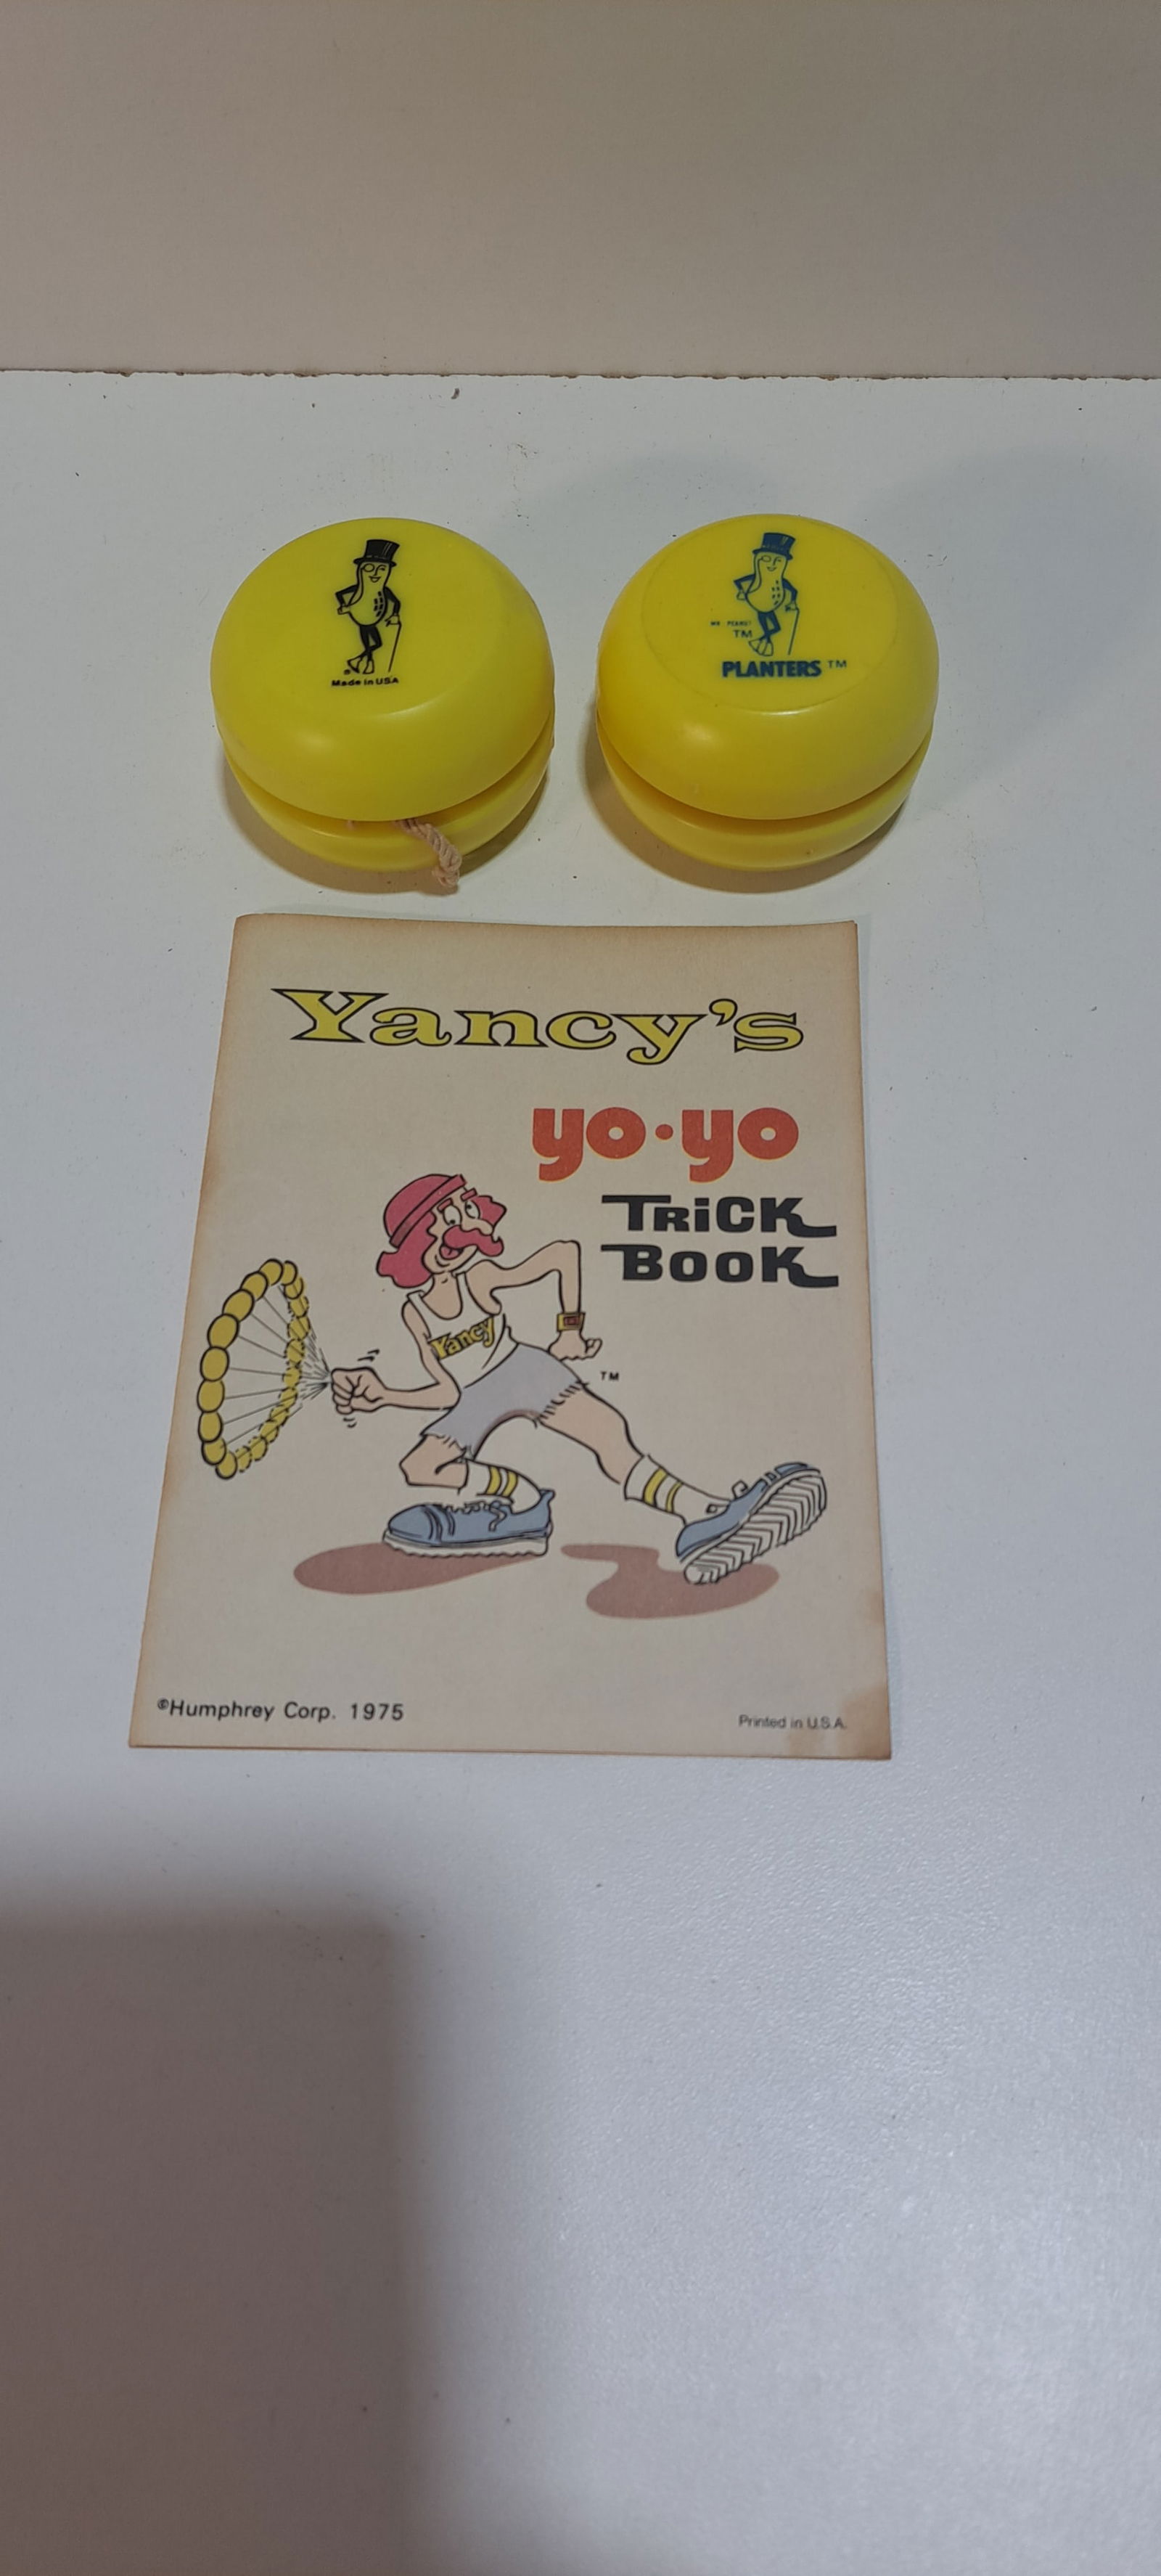 Made in USA
MR PEANUT
TM
PLANTERS TM
Yancy's
yo·yo
TRiCK
BOOK
Yancy
TM
©Humphrey Corp. 1975
Printed in U.S.A.